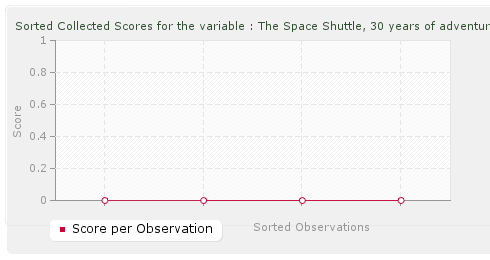 Sorted Collected Scores for the variable : The Space Shuttle, 30 years of
1
0.8
0.6
0.4
0.2
0
Score
Sorted Observations
Score per Observation